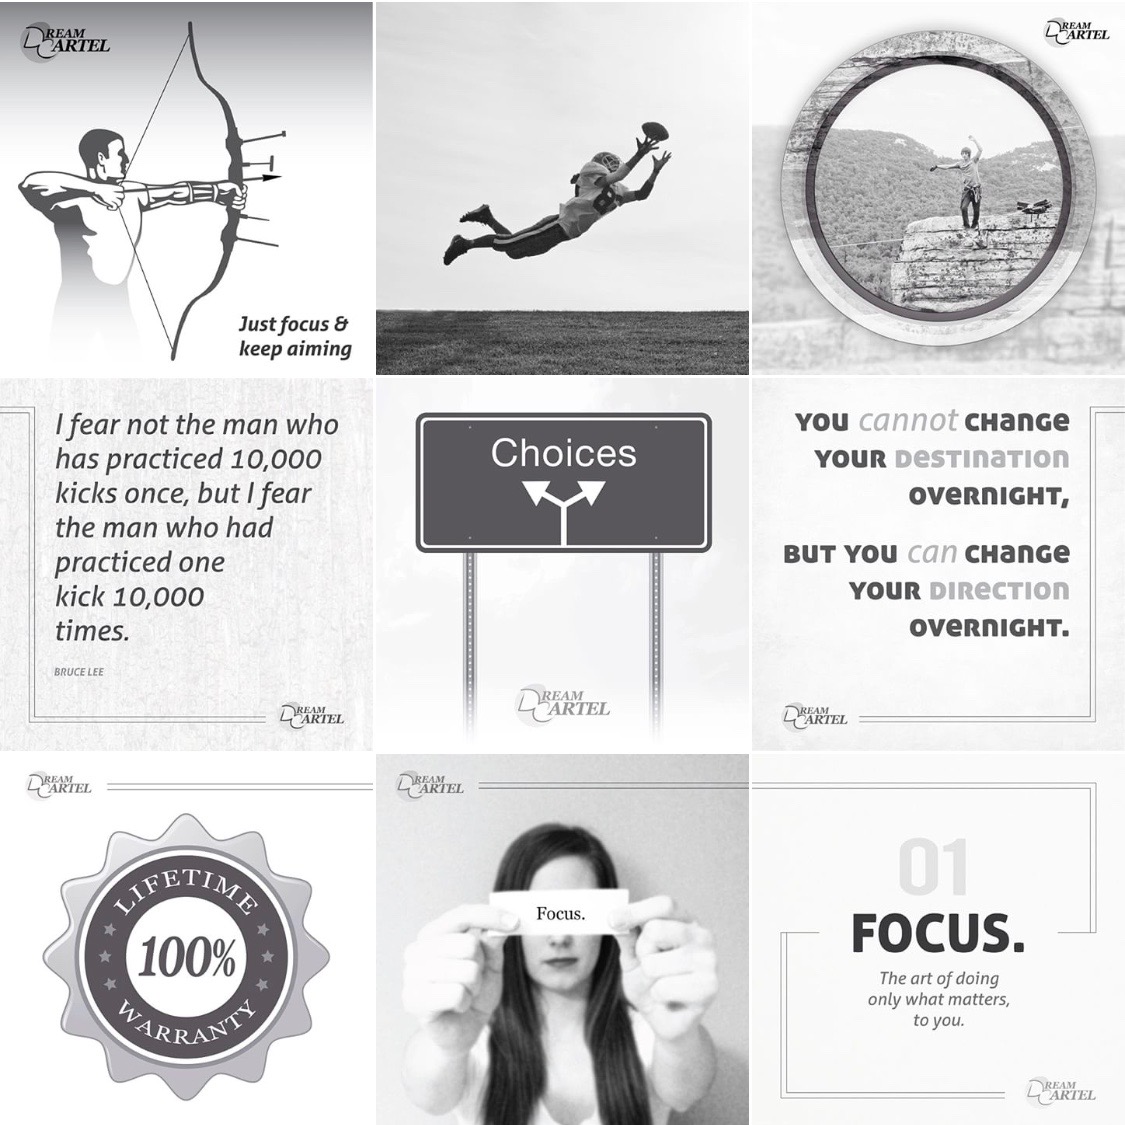 DREAM
CARTEL
Just focus &
keep aiming
8
DREAM
CARTEL
I fear not the man who
has practiced 10,000
kicks once, but I fear
the man who had
practiced one
kick 10,000
times.
BRUCE LEE
DREAM
CARTEL
Choices
DREAM
CARTEL
YOU cannot CHANGE
YOUR DESTINATION
OVERNIGHT,
BUT YOU can CHANGE
YOUR DIRECTION
OVERNIGHT.
DREAM
CARTEL
DREAM
CARTEL
LIFETIME
100%
WARRANTY
DREAM
CARTEL
Focus.
01
FOCUS.
The art of doing
only what matters,
to you.
DREAM
CARTEL